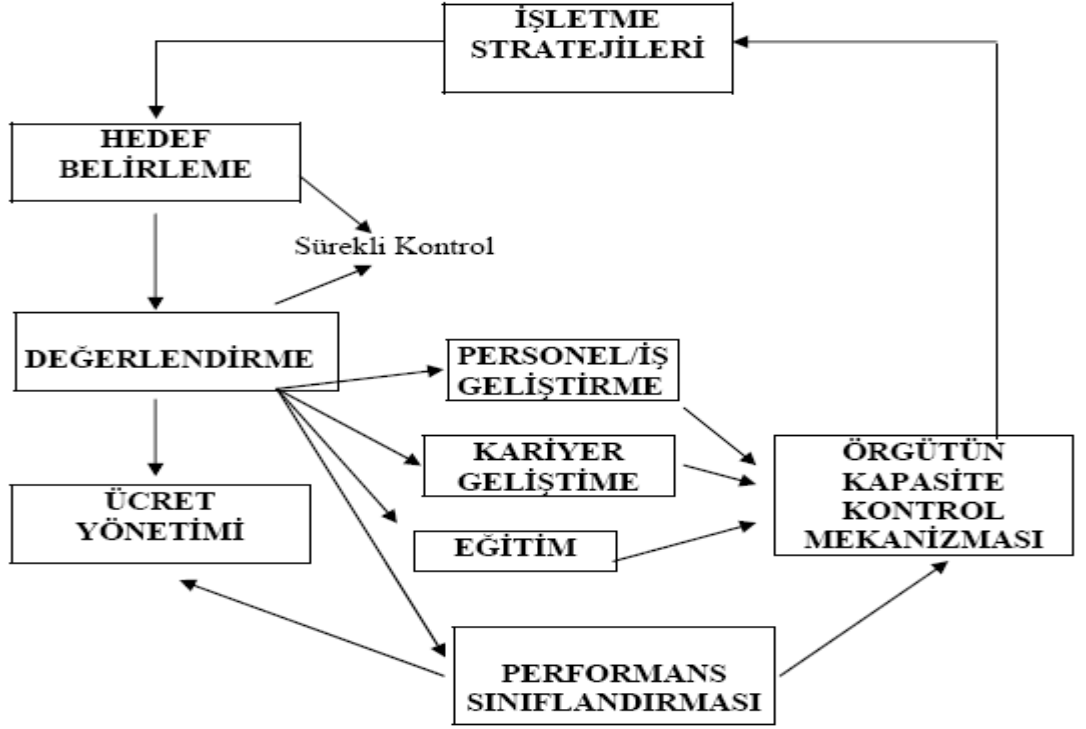 İŞLETME
STRATEJİLERİ
HEDEF
BELİRLEME
Sürekli Kontrol
DEĞERLENDİRME
PERSONEL/İŞ
GELİŞTİRME
KARİYER
GELİŞTİME
ÖRGÜTÜN
KAPASİTE
KONTROL
MEKANİZMASI
ÜCRET
YÖNETİMİ
EĞİTİM
PERFORMANS
SINIFLANDIRMASI